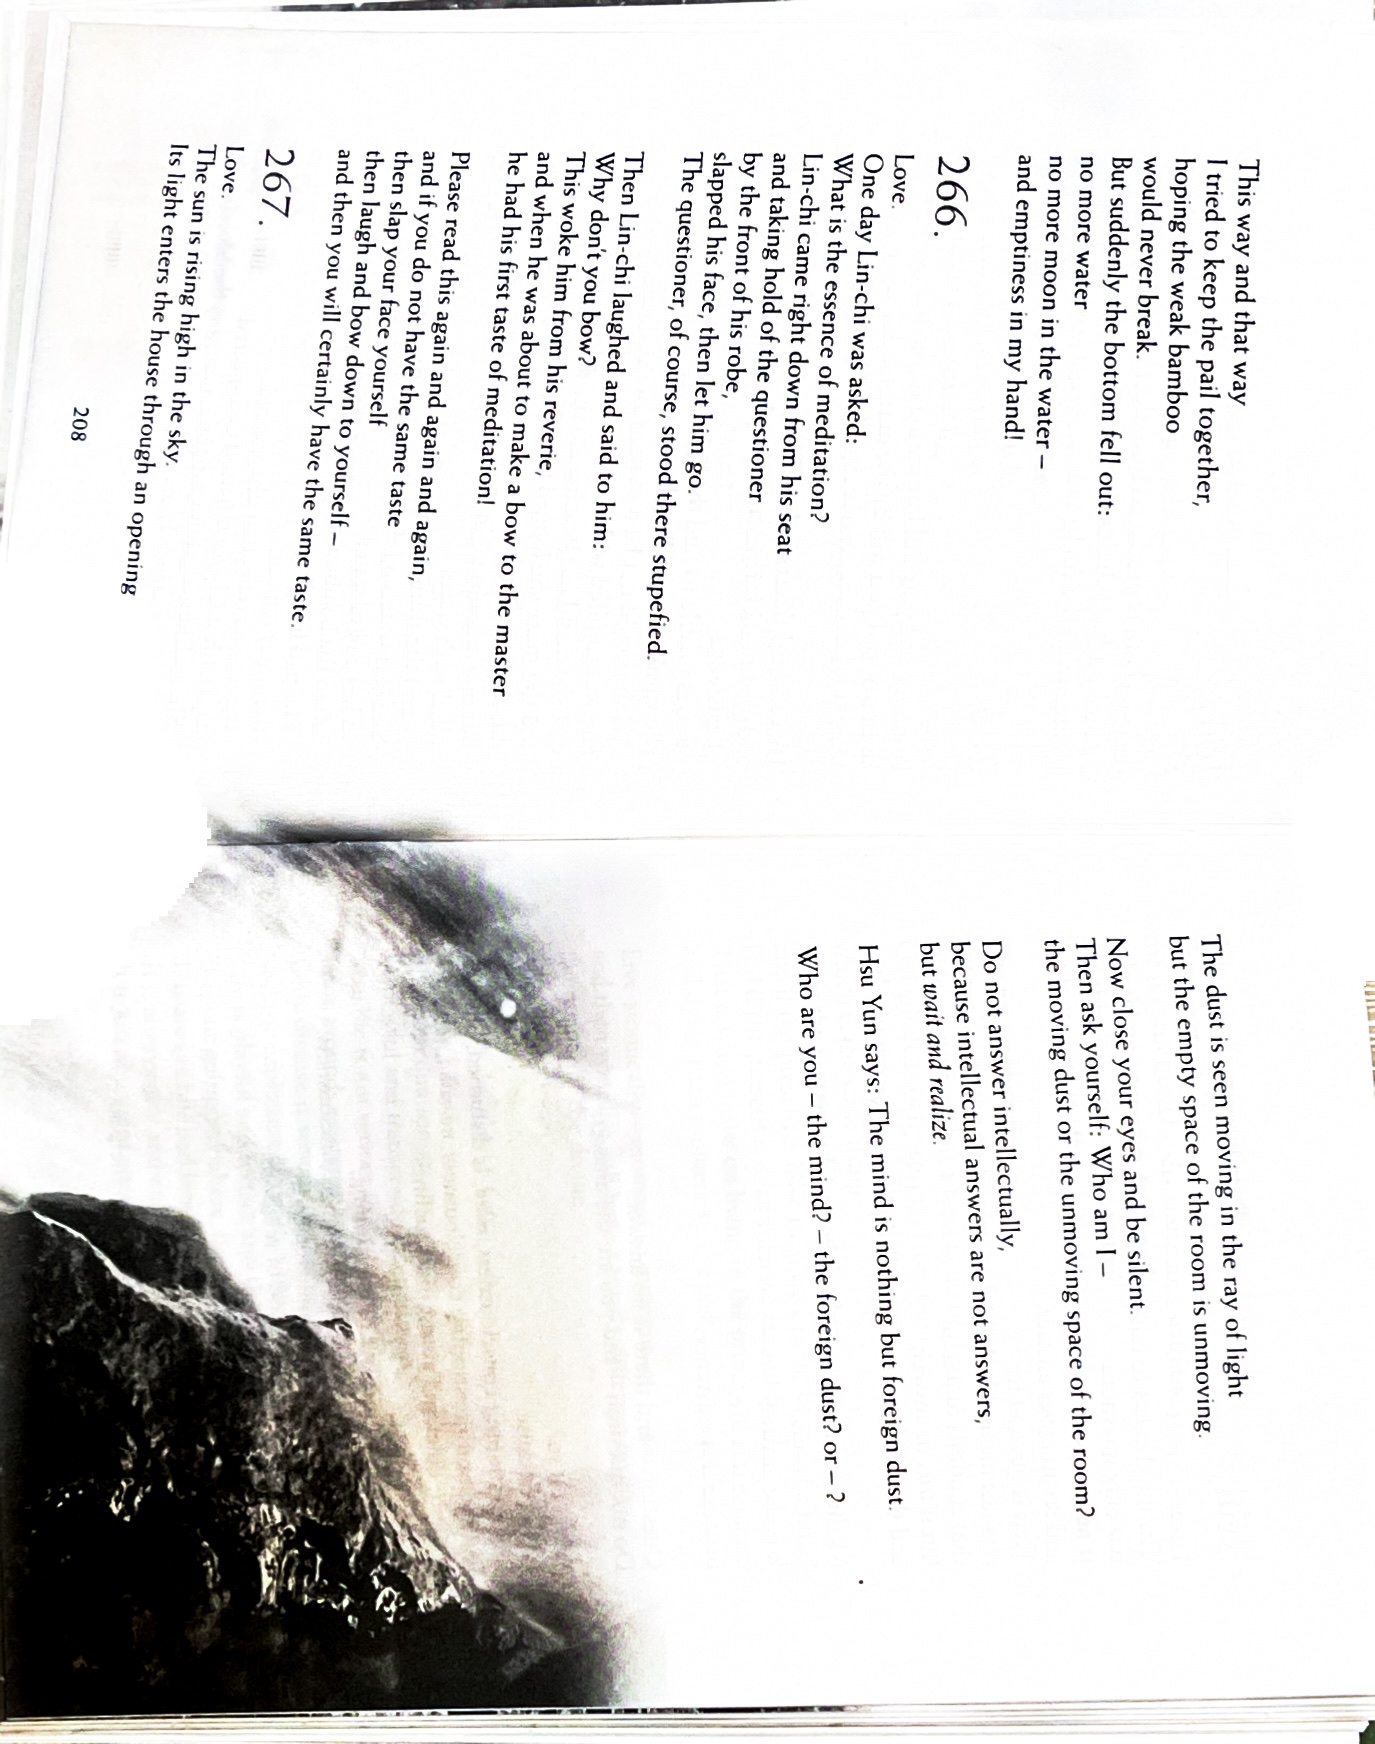 This way and that way
I tried to keep the pail together,
hoping the weak bamboo
would never break.
But suddenly the bottom fell out:
no more water
no more moon in the water –
and emptiness in my hand!
266.
Love.
One day Lin-chi was asked:
What is the essence of meditation?
Lin-chi came right down from his seat
and taking hold of the questioner
by the front of his robe,
slapped his face, then let him go.
The questioner, of course, stood there stupefied.
Then Lin-chi laughed and said to him:
Why don't you bow?
This woke him from his reverie,
and when he was about to make a bow to the master
he had his first taste of meditation!
Please read this again and again and again,
and if you do not have the same taste
then slap your face yourself
then laugh and bow down to yourself –
and then you will certainly have the same taste.
267.
Love.
The sun is rising high in the sky.
Its light enters the house through an opening
208
The dust is seen moving in the ray of light
but the empty space of the room is unmoving.
Now close your eyes and be silent.
Then ask yourself: Who am I –
the moving dust or the unmoving space of the room?
Do not answer intellectually,
because intellectual answers are not answers,
but wait and realize.
Hsu Yun says: The mind is nothing but foreign dust.
Who are you – the mind? – the foreign dust? or – ?